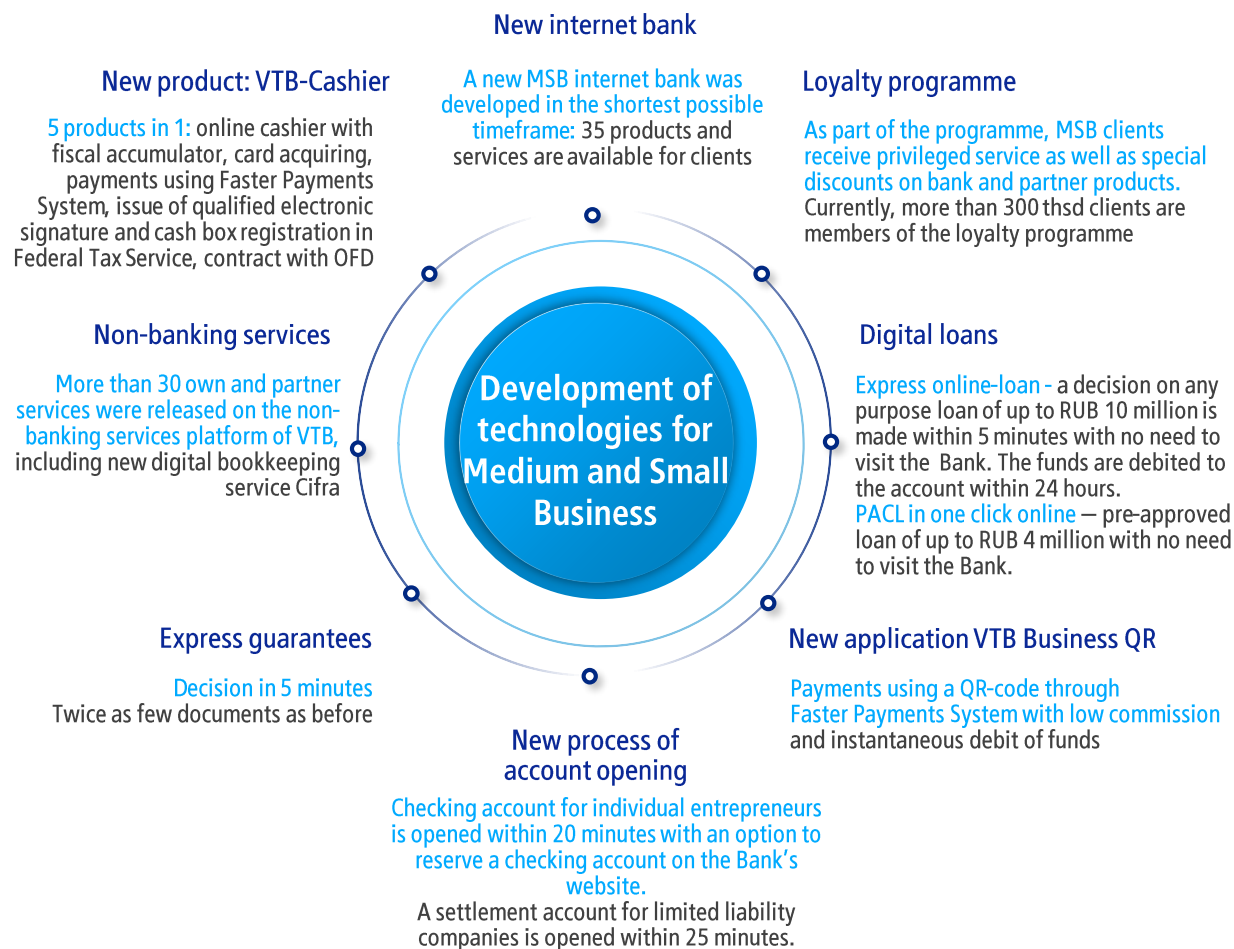 New internet bank
A new MSB internet bank was
developed in the shortest possible
timeframe: 35 products and
services are available for clients
New product: VTB-Cashier
5 products in 1: online cashier with
fiscal accumulator, card acquiring,
payments using Faster Payments
System, issue of qualified electronic
signature and cash box registration in
Federal Tax Service, contract with OFD
Loyalty programme
As part of the programme, MSB clients
receive privileged service as well as special
discounts on bank and partner products.
Currently, more than 300 thsd clients are
members of the loyalty programme
Non-banking services
More than 30 own and partner
services were released on the non-
banking services platform of VTB,
including new digital bookkeeping
service Cifra
Development of
technologies for
Medium and Small
Business
Digital loans
Express online-loan - a decision on any
purpose loan of up to RUB 10 million is
made within 5 minutes with no need to
visit the Bank. The funds are debited to
the account within 24 hours.
PACL in one click online — pre-approved
loan of up to RUB 4 million with no need
to visit the Bank.
Express guarantees
Decision in 5 minutes
Twice as few documents as before
New application VTB Business QR
Payments using a QR-code through
Faster Payments System with low commission
and instantaneous debit of funds
New process of
account opening
Checking account for individual entrepreneurs
is opened within 20 minutes with an option to
reserve a checking account on the Bank's
website.
A settlement account for limited liability
companies is opened within 25 minutes.